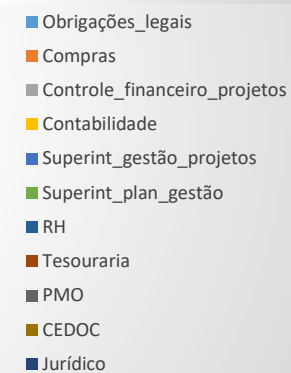 Obrigações_legais
Compras
Controle_financeiro_projetos
Contabilidade
Superint_gestão_projetos
Superint_plan_gestão
RH
Tesouraria
PMO
CEDOC
Jurídico